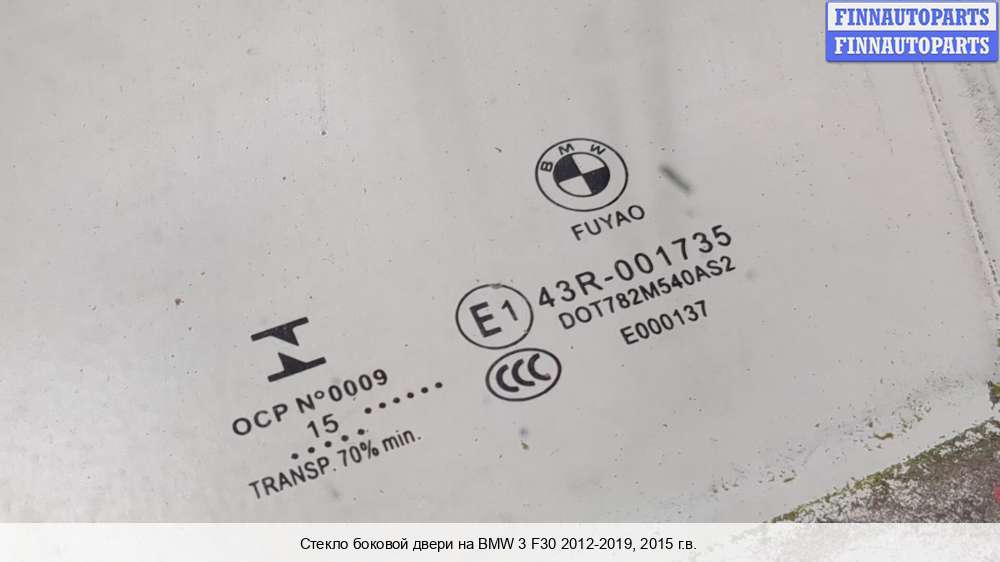 FINNAUTOPARTS
FINNAUTOPARTS
BMW
FUYAO
E1 43R-001735
DOT782M540AS2
E000137
CCC
OCP Nº0009
15
TRANSP. 70% min.
Стекло боковой двери на BMW 3 F30 2012-2019, 2015 г.в.